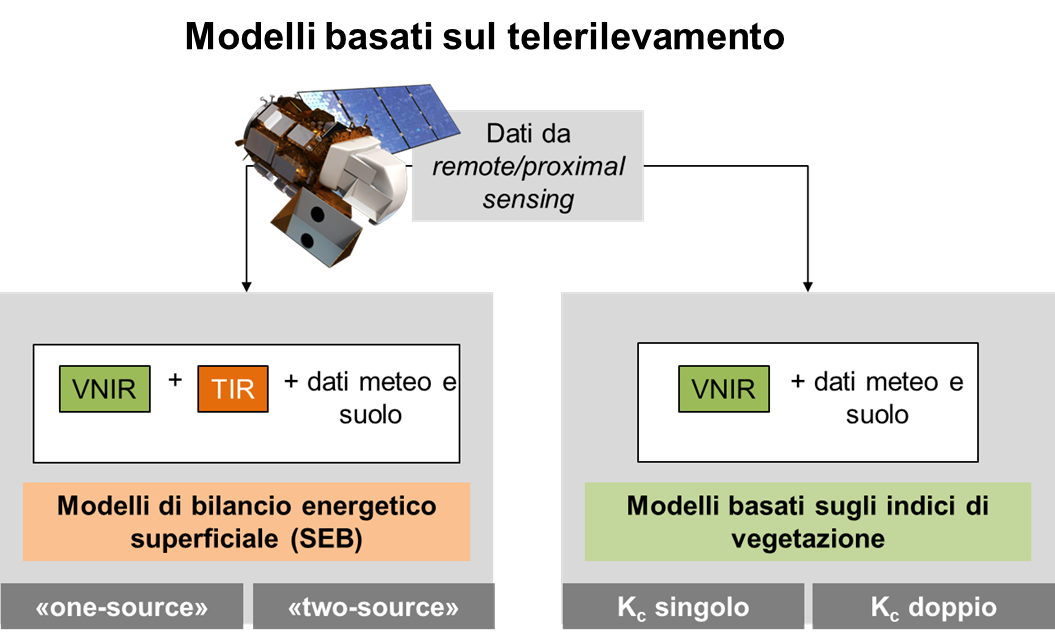 Modelli basati sul telerilevamento
Dati da
remote/proximal
sensing
VNIR + TIR + dati meteo e
suolo
Modelli di bilancio energetico
superficiale (SEB)
«one-source» «two-source»
VNIR + dati meteo e
suolo
Modelli basati sugli indici di
vegetazione
Kc singolo Kc doppio